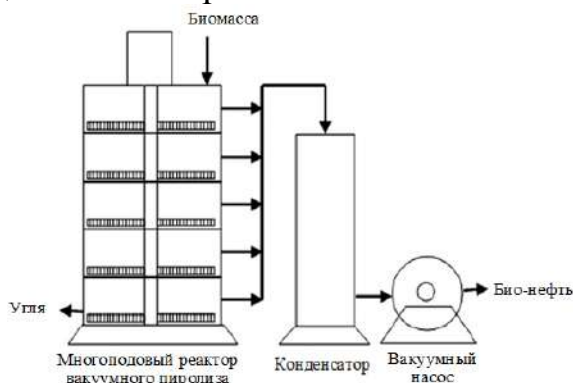 Биомасса
Угля
Био-нефть
Многоподовый реактор
вакуумного пиролиза
Конденсатор
Вакуумный
насос